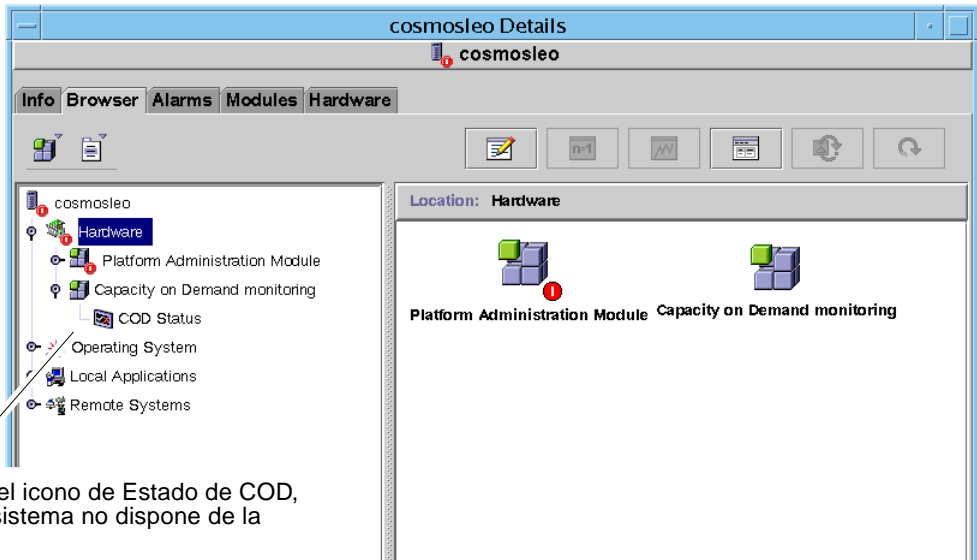 cosmosleo Details
cosmosleo
Info Browser Alarms Modules Hardware
n=1
cosmosleo
Hardware
Platform Administration Module
Capacity on Demand monitoring
COD Status
Operating System
Local Applications
Remote Systems
Location: Hardware
Platform Administration Module Capacity on Demand monitoring
el icono de Estado de COD,
sistema no dispone de la